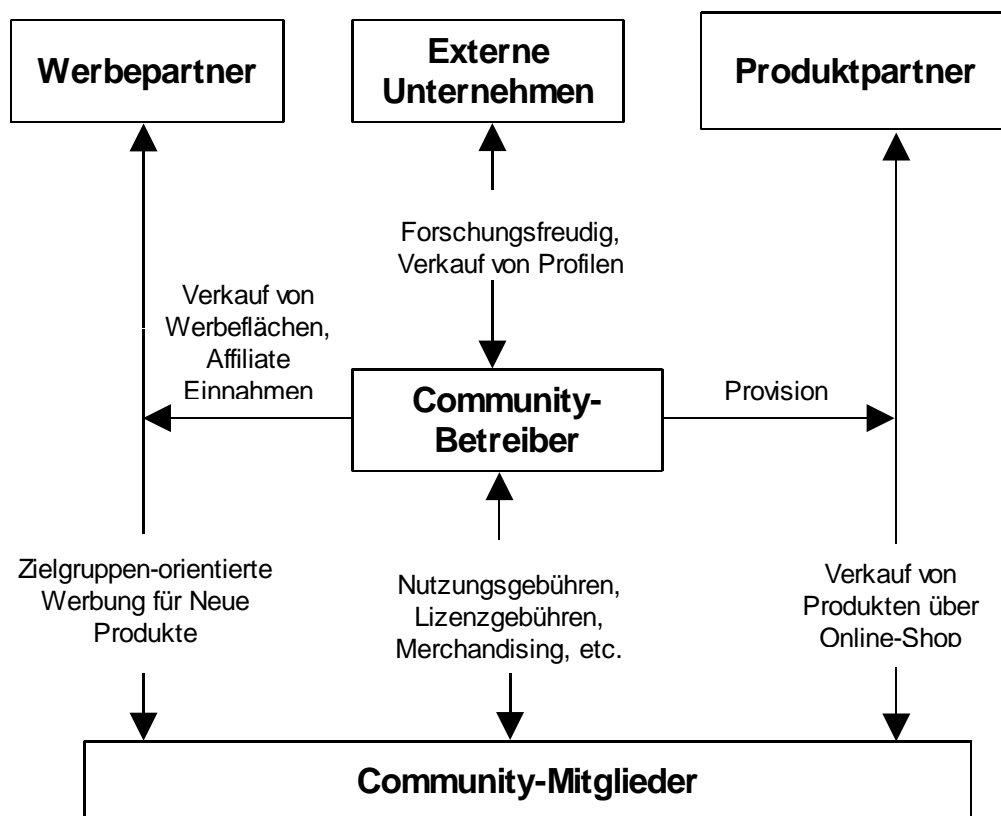 Werbepartner
Externe
Unternehmen
Produktpartner
Forschungsfreudig,
Verkauf von Profilen
Verkauf von
Werbeflächen,
Affiliate
Einnahmen
Community-
Betreiber
Provision
Zielgruppen-orientierte
Werbung für Neue
Produkte
Nutzungsgebühren,
Lizenzgebühren,
Merchandising, etc.
Verkauf von
Produkten über
Online-Shop
Community-Mitglieder